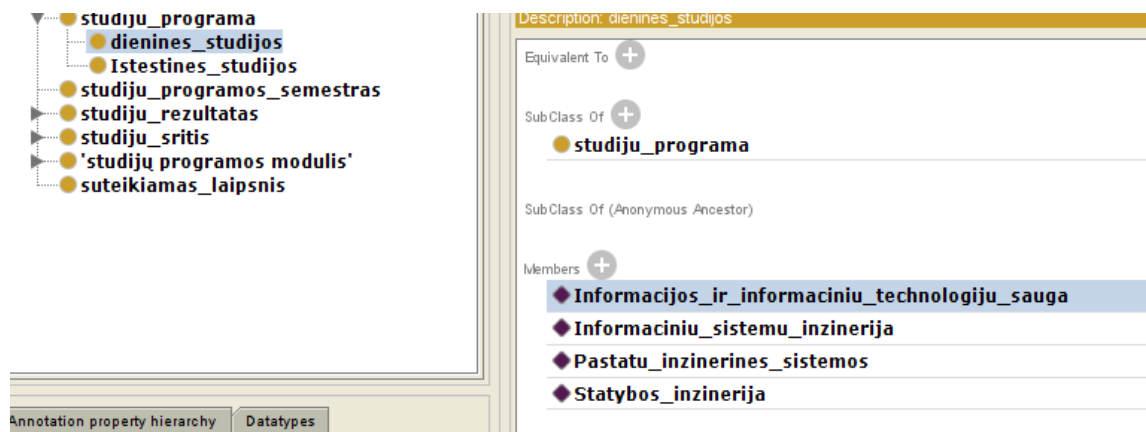 studiju_programa
dienines_studijos
Istestines_studijos
studiju_programos_semestras
studiju_rezultatas
studiju_sritis
'studijų programos modulis'
suteikiamas_laipsnis
Annotation property hierarchy
Datatypes
Description: dienines_studijos
Equivalent To
SubClass Of
studiju_programa
SubClass Of (Anonymous Ancestor)
Members
Informacijos_ir_informaciniu_technologiju_sauga
Informaciniu_sistemu_inzinerija
Pastatu_inzinerines_sistemos
Statybos_inzinerija